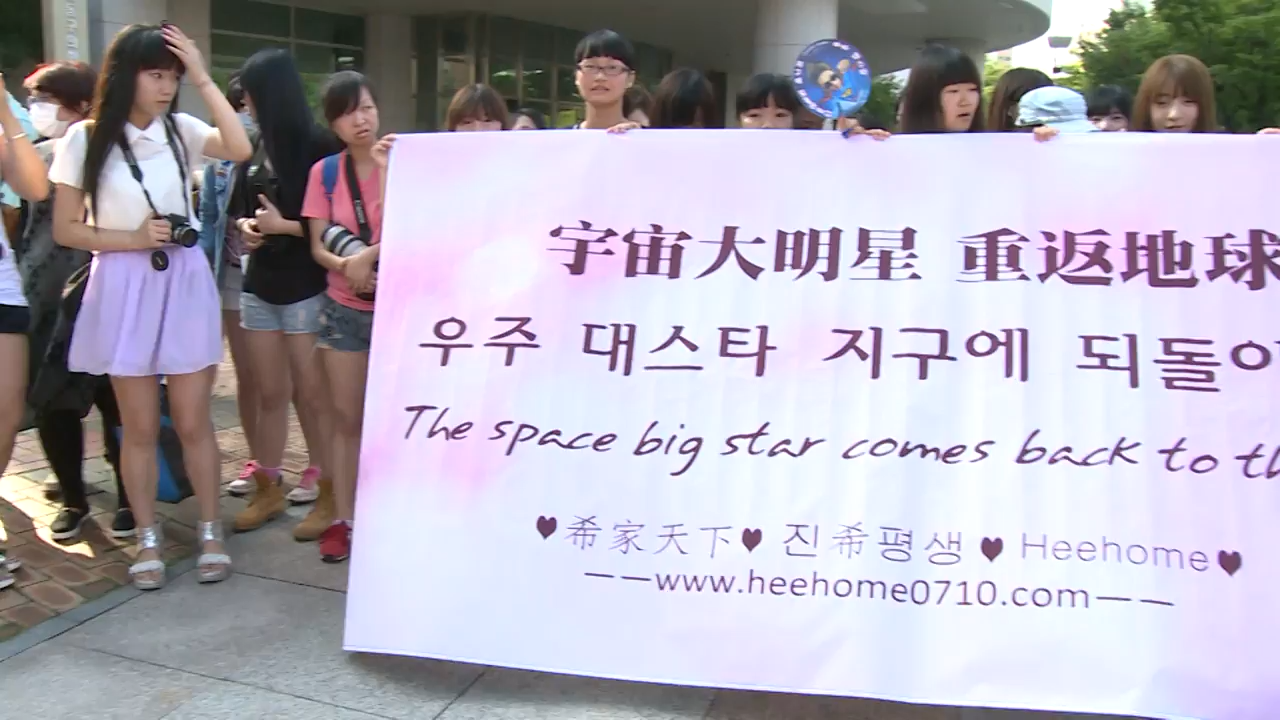 宇宙大明星 重返地球
우주 대스타 지구에 되돌아
The space big star comes back to th
♥希家天下♥ 진希평생 ♥ Heehome♥
——www.heehome0710.com——